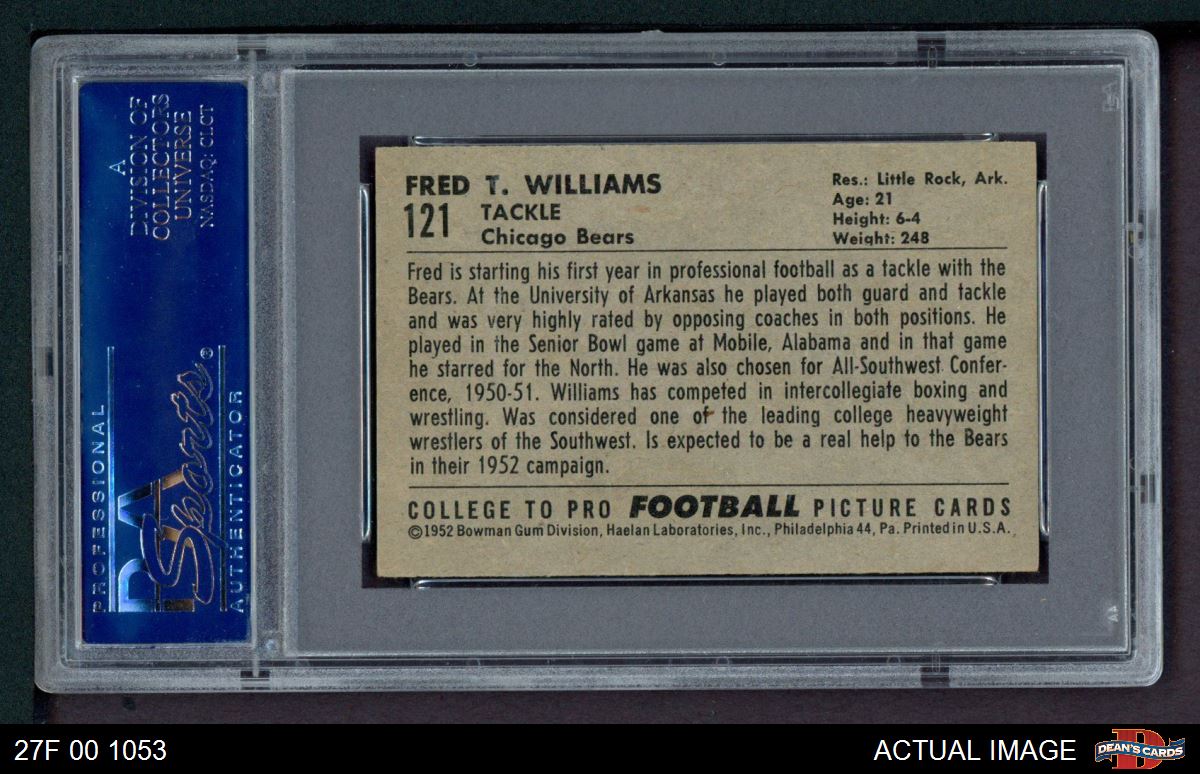 A
DIVISION OF
COLLECTORS
UNIVERSE
NASDAQ: CLCT
PROFESSIONAL
PSA
Sports®
AUTHENTICATOR
FRED T. WILLIAMS
121
TACKLE
Chicago Bears
Res.: Little Rock, Ark.
Age: 21
Height: 6-4
Weight: 248
Fred is starting his first year in professional football as a tackle with the
Bears. At the University of Arkansas he played both guard and tackle
and was very highly rated by opposing coaches in both positions. He
played in the Senior Bowl game at Mobile, Alabama and in that game
he starred for the North. He was also chosen for All-Southwest Confer-
ence, 1950-51. Williams has competed in intercollegiate boxing and
wrestling. Was considered one of the leading college heavyweight
wrestlers of the Southwest. Is expected to be a real help to the Bears
in their 1952 campaign.
COLLEGE TO PRO FOOTBALL PICTURE CARDS
©1952 Bowman Gum Division, Haelan Laboratories, Inc., Philadelphia 44, Pa. Printed in U.S.A.
27F 00 1053
ACTUAL IMAGE
DEAN'S CARDS